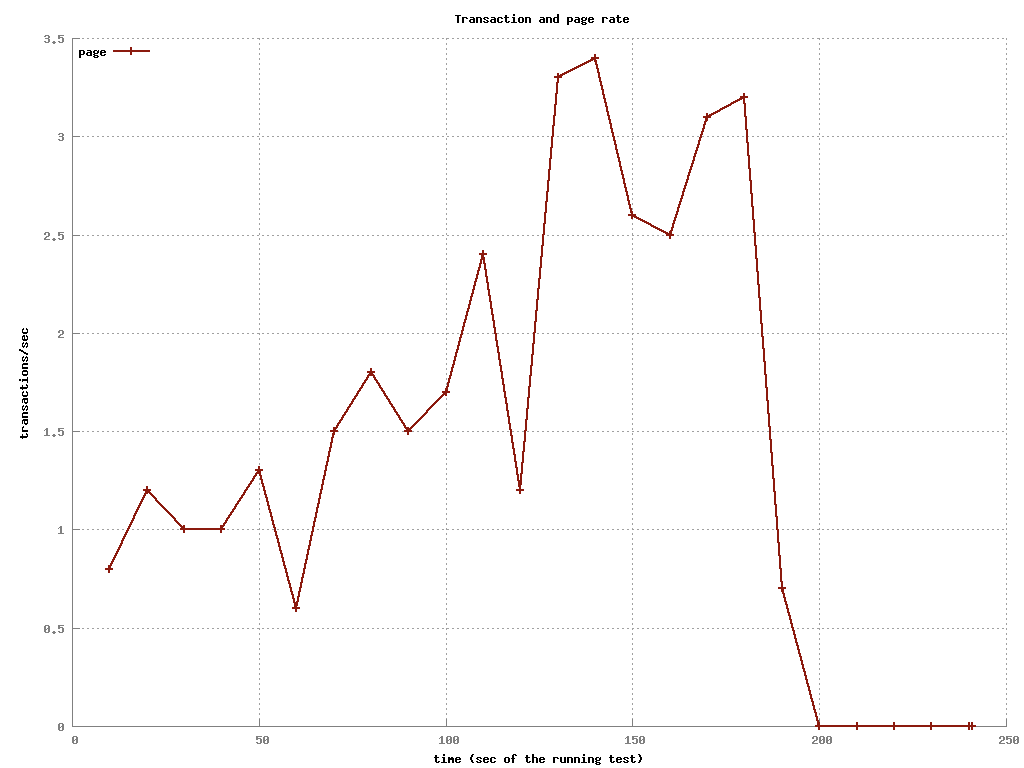 Transaction and page rate
page
3.5
3
2.5
2
1.5
1
0.5
0
transactions/sec
0 50 100 150 200 250
time (sec of the running test)